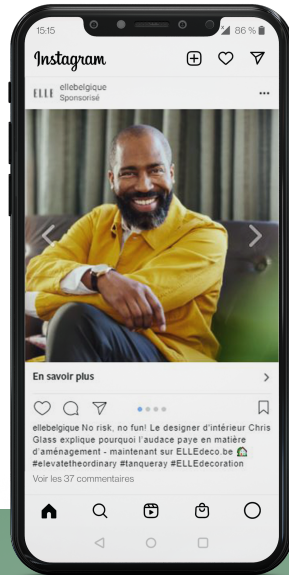 15:15
86 %
Instagram
ELLE
ellebelgique
Sponsorisé
En savoir plus
ellebelgique No risk, no fun! Le designer d'intérieur Chris
Glass explique pourquoi l'audace paye en matière
d'aménagement - maintenant sur ELLEdeco.be
#elevatetheordinary #tanqueray #ELLEdecoration
Voir les 37 commentaires